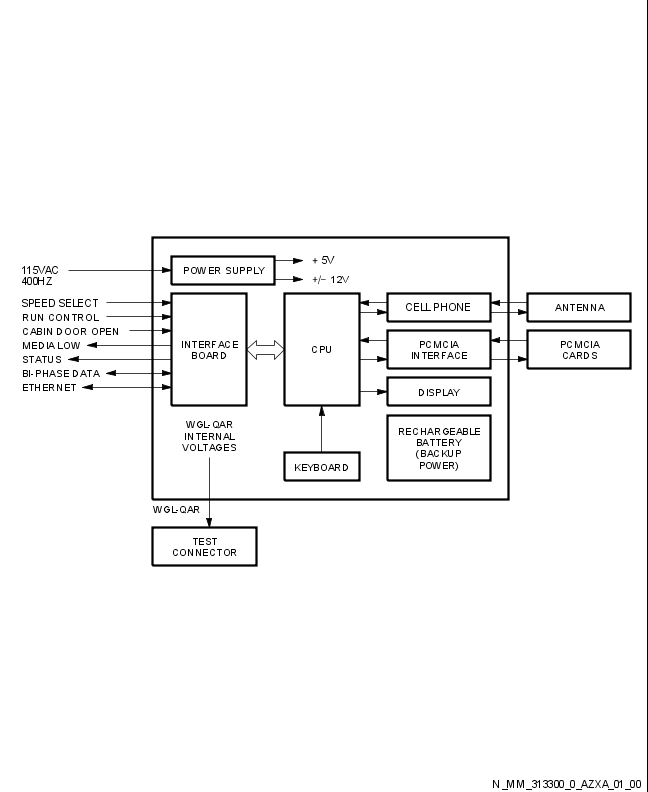 115VAC
400HZ
POWER SUPPLY
+ 5V
+/- 12V
SPEED SELECT
RUN CONTROL
CABIN DOOR OPEN
MEDIA LOW
STATUS
BI-PHASE DATA
ETHERNET
INTERFACE
BOARD
CPU
CELL PHONE
ANTENNA
PCMCIA
INTERFACE
PCMCIA
CARDS
DISPLAY
RECHARGEABLE
BATTERY
(BACKUP
POWER)
WGL-QAR
INTERNAL
VOLTAGES
KEYBOARD
WGL-QAR
TEST
CONNECTOR
N_MM_313300_0_AZXA_01_00